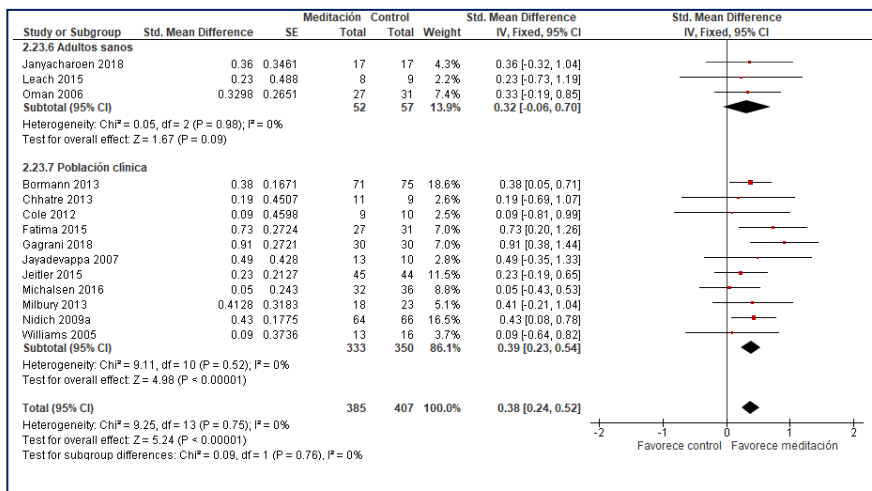 Meditación Control Std. Mean Difference Std. Mean Difference
Study or Subgroup Std. Mean Difference SE Total Total Weight IV, Fixed, 95% CI IV, Fixed, 95% CI
2.23.6 Adultos sanos
Janyacharoen 2018 0.36 0.3461 17 17 4.3% 0.36 [-0.32, 1.04]
Leach 2015 0.23 0.488 8 9 2.2% 0.23 [-0.73, 1.19]
Oman 2006 0.3298 0.2651 27 31 7.4% 0.33 [-0.19, 0.85]
Subtotal (95% CI) 52 57 13.9% 0.32 [-0.06, 0.70]
Heterogeneity: Chi² = 0.05, df = 2 (P = 0.98); I² = 0%
Test for overall effect: Z = 1.67 (P = 0.09)
2.23.7 Población clínica
Bormann 2013 0.38 0.1671 71 75 18.6% 0.38 [0.05, 0.71]
Chhatre 2013 0.19 0.4507 11 9 2.6% 0.19 [-0.69, 1.07]
Cole 2012 0.09 0.4598 9 10 2.5% 0.09 [-0.81, 0.99]
Fatima 2015 0.73 0.2724 27 31 7.0% 0.73 [0.20, 1.26]
Gagrani 2018 0.91 0.2721 30 30 7.0% 0.91 [0.38, 1.44]
Jayadevappa 2007 0.49 0.428 13 10 2.8% 0.49 [-0.35, 1.33]
Jeitler 2015 0.23 0.2127 45 44 11.5% 0.23 [-0.19, 0.65]
Michalsen 2016 0.05 0.243 32 36 8.8% 0.05 [-0.43, 0.53]
Milbury 2013 0.4128 0.3183 18 23 5.1% 0.41 [-0.21, 1.04]
Nidich 2009a 0.43 0.1775 64 66 16.5% 0.43 [0.08, 0.78]
Williams 2005 0.09 0.3736 13 16 3.7% 0.09 [-0.64, 0.82]
Subtotal (95% CI) 333 350 86.1% 0.39 [0.23, 0.54]
Heterogeneity: Chi² = 9.11, df = 10 (P = 0.52); I² = 0%
Test for overall effect: Z = 4.98 (P < 0.00001)
Total (95% CI) 385 407 100.0% 0.38 [0.24, 0.52]
Heterogeneity: Chi² = 9.25, df = 13 (P = 0.75); I² = 0%
Test for overall effect: Z = 5.24 (P < 0.00001)
Test for subgroup differences: Chi² = 0.09, df = 1 (P = 0.76), I² = 0%
-2 -1 0 1 2
Favorece control Favorece meditación